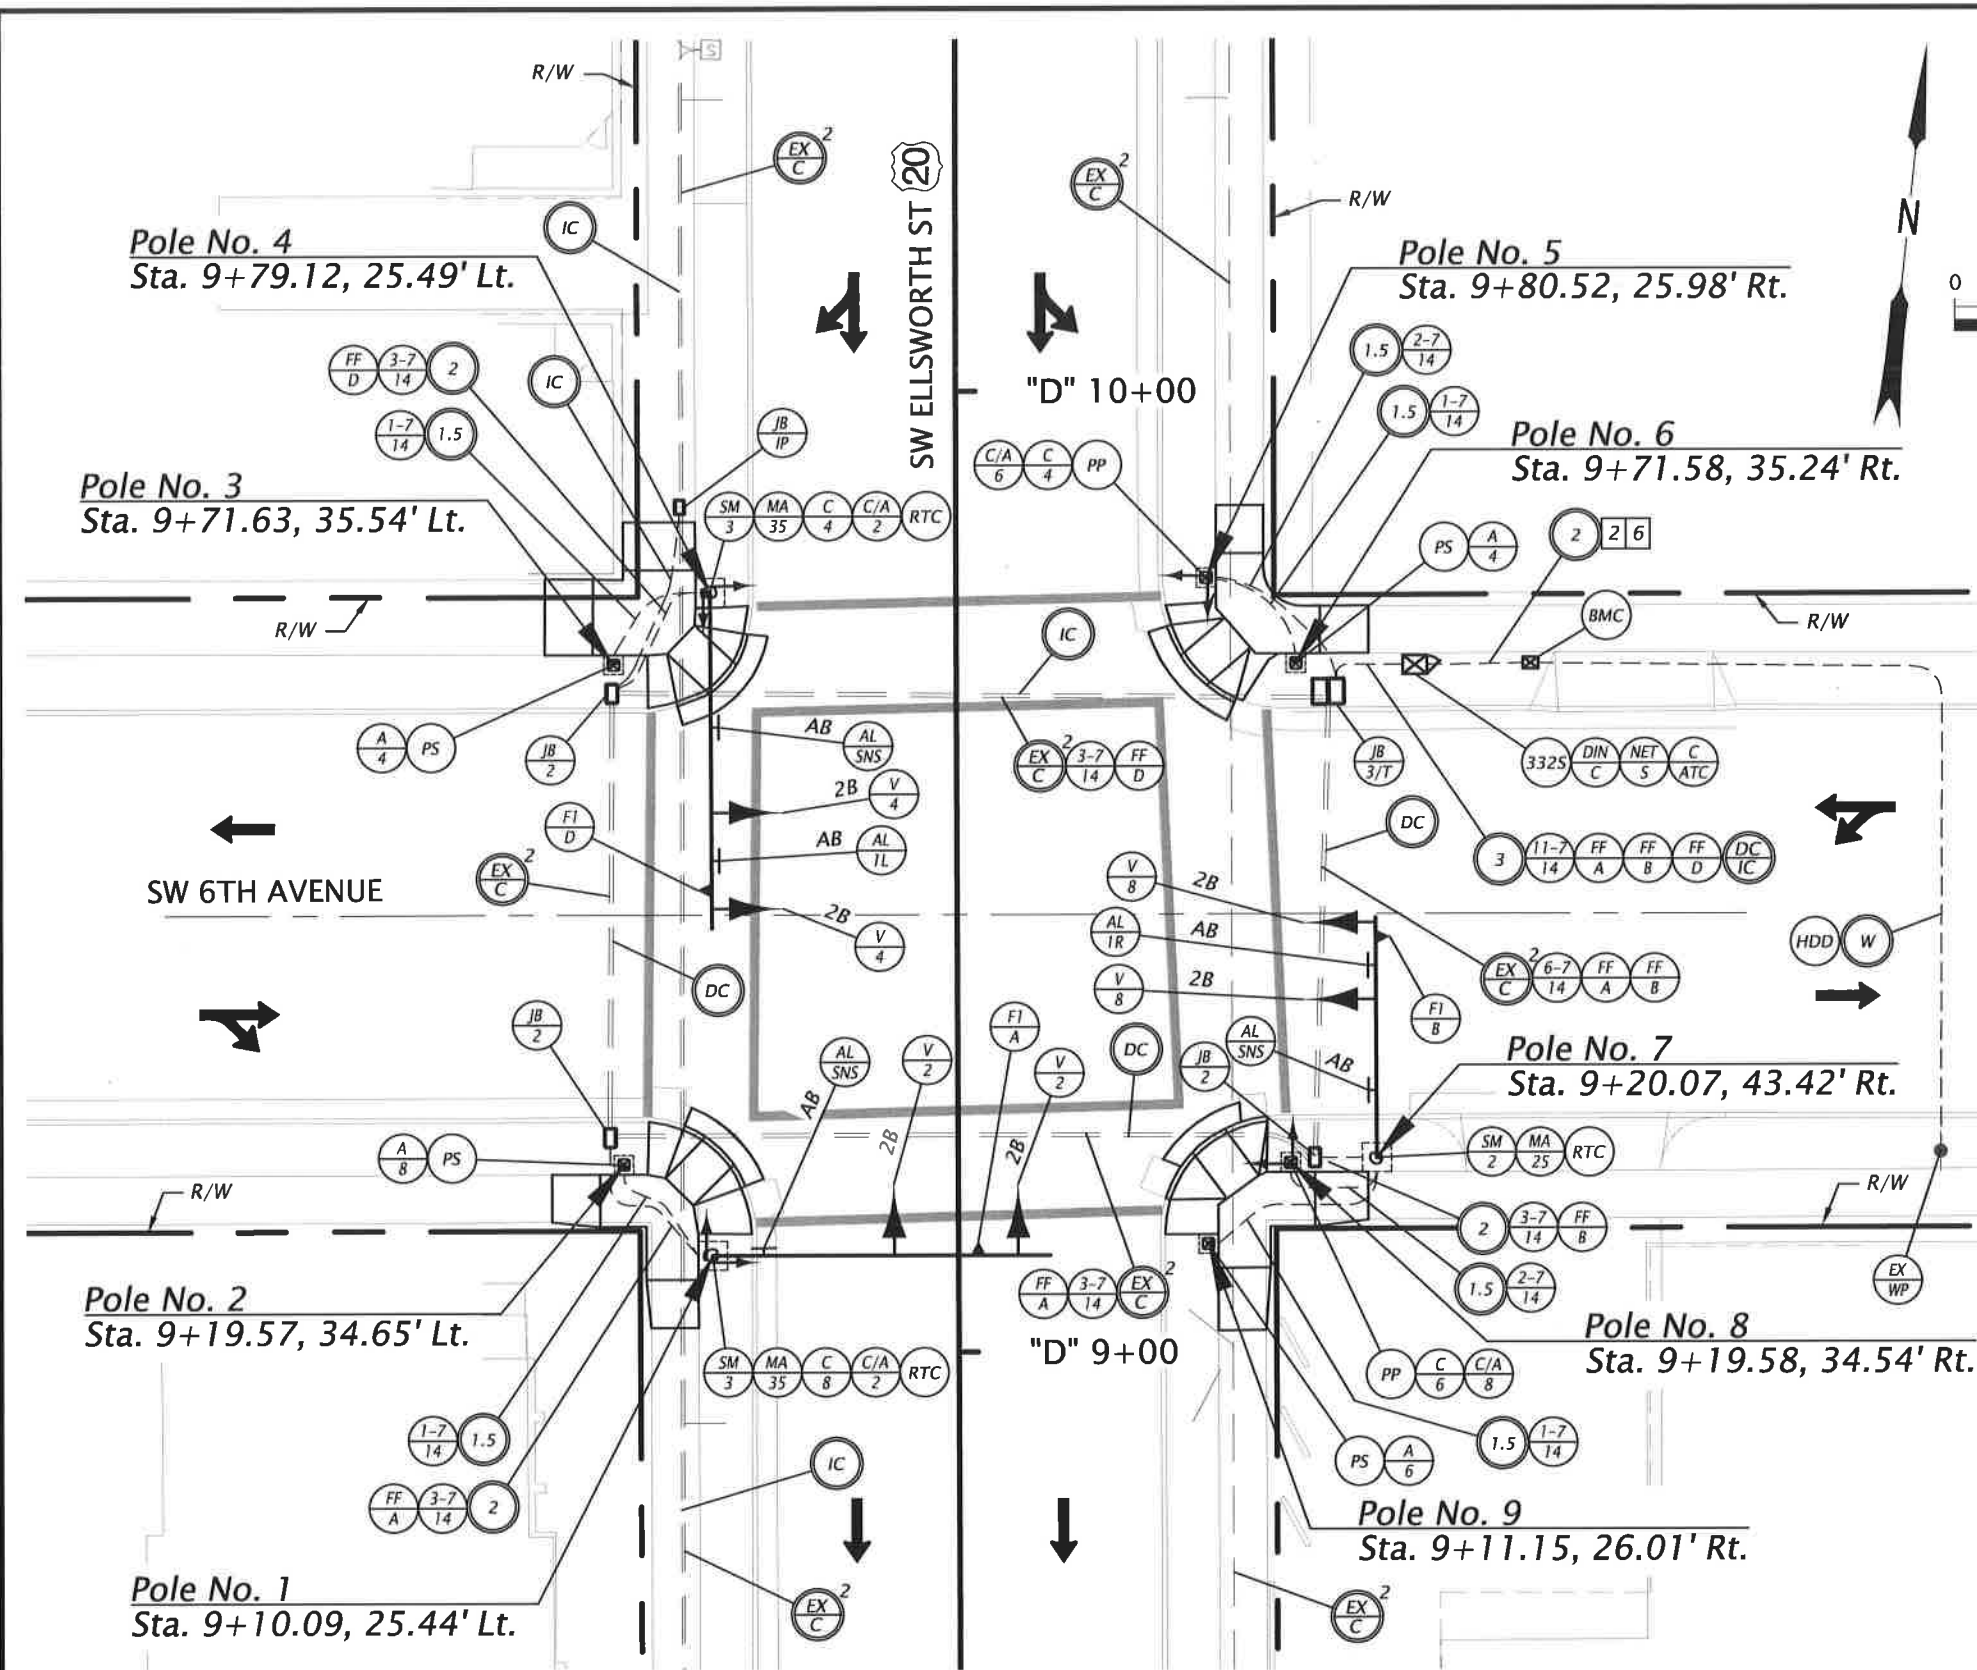 R/W
S
EX
C
2
20
SW ELLSWORTH ST
EX
C
2
R/W
N
0
IC
Pole No. 4
Sta. 9+79.12, 25.49' Lt.
Pole No. 5
Sta. 9+80.52, 25.98' Rt.
FF
D
3-7
14
2
IC
1-7
14
1.5
JB
IP
"D" 10+00
1.5
2-7
14
1.5
1-7
14
Pole No. 6
Sta. 9+71.58, 35.24' Rt.
C/A
6
C
4
PP
Pole No. 3
Sta. 9+71.63, 35.54' Lt.
SM
3
MA
35
C
4
C/A
2
RTC
PS
A
4
2
2 6
BMC
R/W
IC
R/W
A
4
PS
JB
2
AB
AL
SNS
EX
C
2
3-7
14
FF
D
JB
3/T
332S
DIN
C
NET
S
C
ATC
2B
V
4
F1
D
AB
AL
1L
DC
3
11-7
14
FF
A
FF
B
FF
D
DC
IC
EX
C
2
SW 6TH AVENUE
V
8
2B
2B
V
4
AL
1R
AB
HDD
W
DC
V
8
2B
EX
C
2
6-7
14
FF
A
FF
B
JB
2
F1
A
F1
B
AL
SNS
V
2
V
2
DC
JB
2
AL
SNS
AB
Pole No. 7
Sta. 9+20.07, 43.42' Rt.
AB
2B
2B
A
8
PS
SM
2
MA
25
RTC
R/W
R/W
2
3-7
14
FF
B
EX
WP
FF
A
3-7
14
EX
C
2
1.5
2-7
14
Pole No. 2
Sta. 9+19.57, 34.65' Lt.
"D" 9+00
Pole No. 8
Sta. 9+19.58, 34.54' Rt.
SM
3
MA
35
C
8
C/A
2
RTC
PP
C
6
C/A
8
1-7
14
1.5
IC
PS
A
6
1.5
1-7
14
FF
A
3-7
14
2
Pole No. 9
Sta. 9+11.15, 26.01' Rt.
Pole No. 1
Sta. 9+10.09, 25.44' Lt.
EX
C
2
EX
C
2